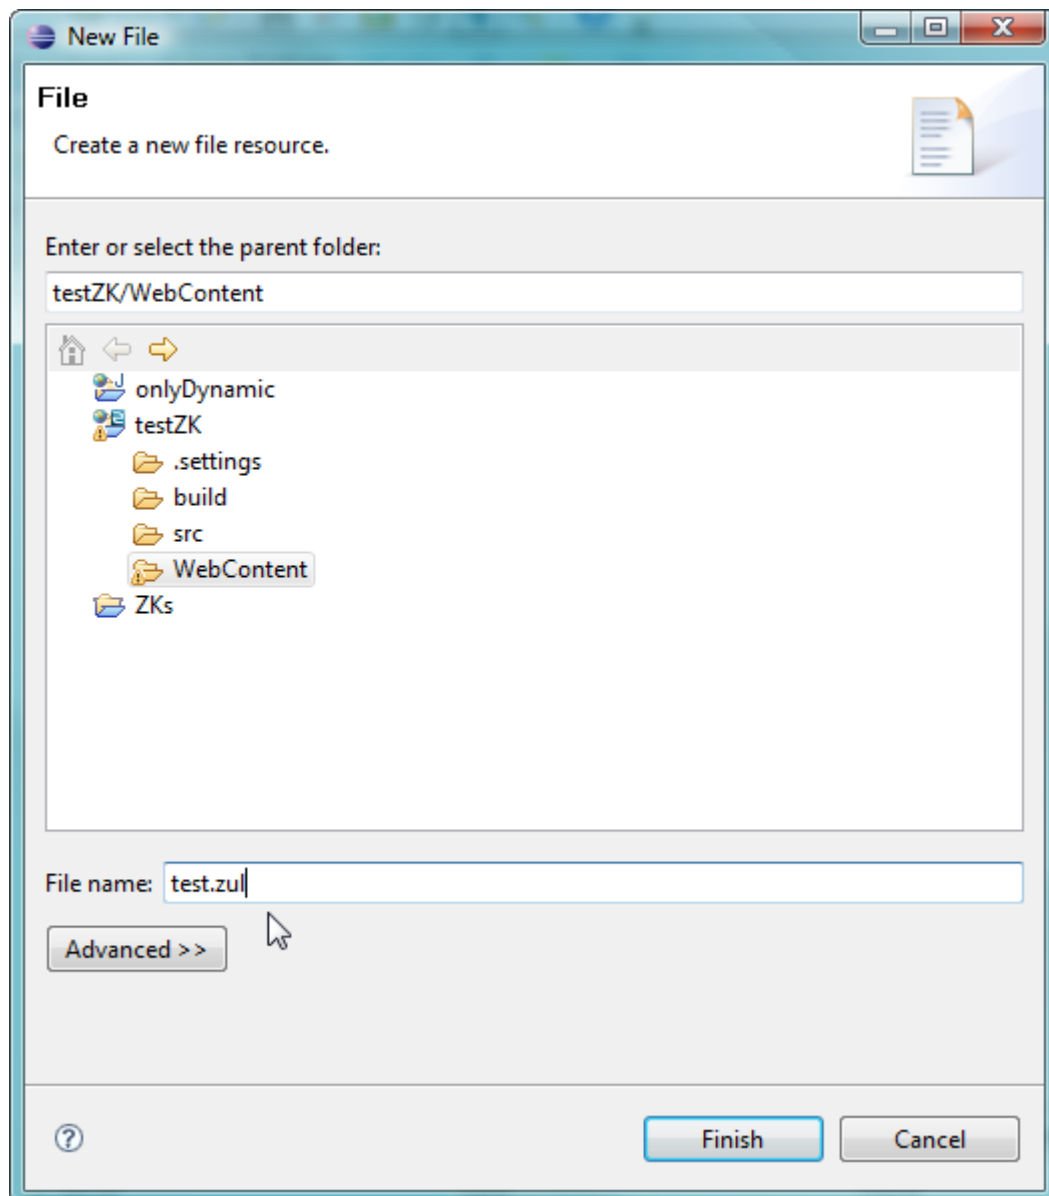 New File
File
Create a new file resource.
Enter or select the parent folder:
testZK/WebContent
onlyDynamic
testZK
.settings
build
src
WebContent
ZKs
File name: test.zul
Advanced >>
Finish Cancel